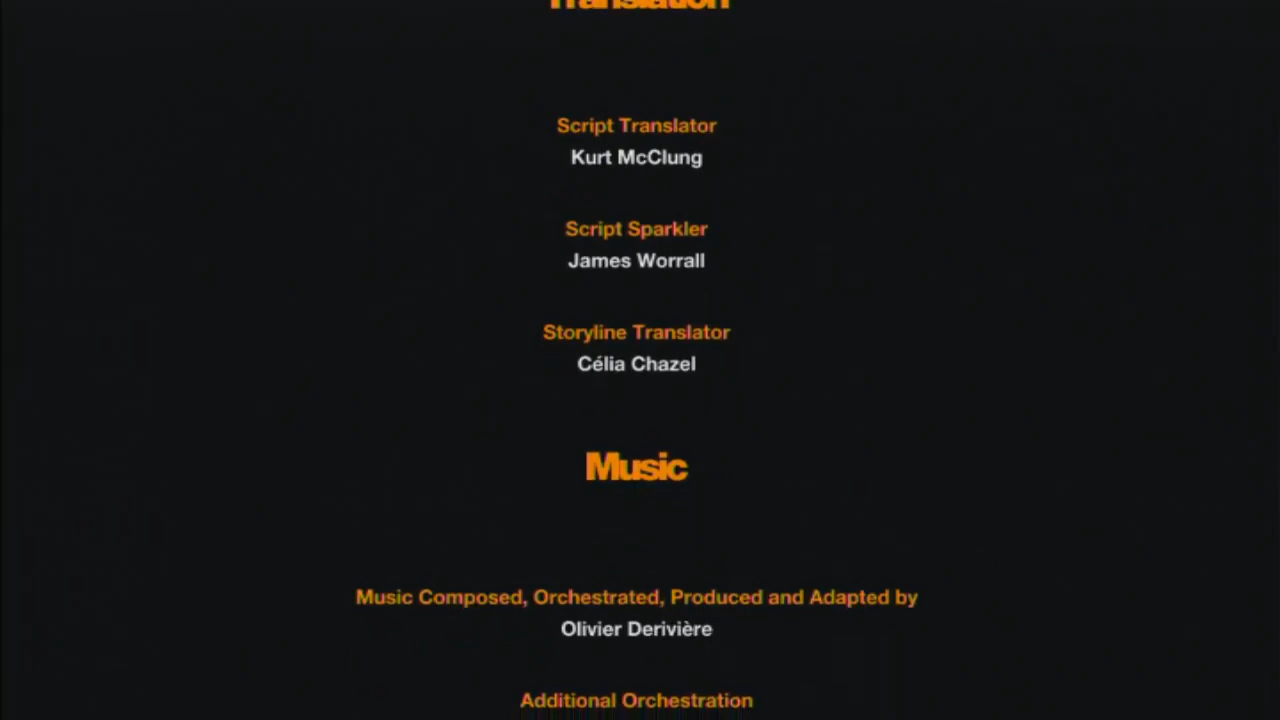 Translation
Script Translator
Kurt McClung
Script Sparkler
James Worrall
Storyline Translator
Célia Chazel
Music
Music Composed, Orchestrated, Produced and Adapted by
Olivier Derivière
Additional Orchestration